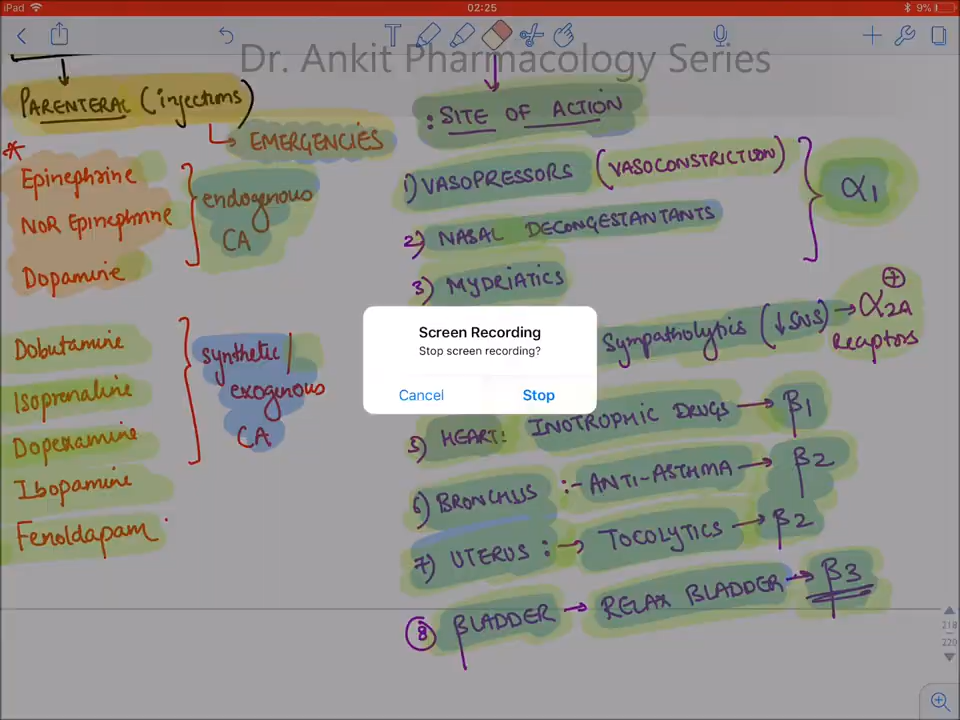 iPad
02:25
9%
Dr. Ankit Pharmacology Series
PARENTERAL (injections)
EMERGENCIES
Epinephrine
NOR Epinephrine
Dopamine
endogenous
CA
Dobutamine
Isoprenaline
Dopexamine
Ibopamine
Fenoldapam
synthetic|
exogenous
CA
: SITE OF ACTION
1) VASOPRESSORS (VASOCONSTRICTION)
2) NASAL DECONGESTANTANTS
3) MYDRIATICS
α1
Sympatholytics (↓SNS) → α2A
receptors
5) HEART: INOTROPHIC DRUGS → β1
6) BRONCHUS :- ANTI-ASTHMA → β2
7) UTERUS : → TOCOLYTICS → β2
8 BLADDER → RELAX BLADDER → β3
Screen Recording
Stop screen recording?
Cancel Stop
218
220